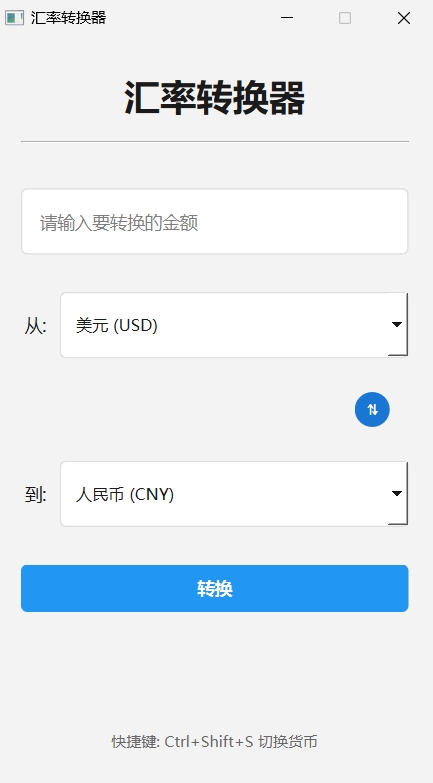 汇率转换器
汇率转换器
请输入要转换的金额
从: 美元 (USD)
到: 人民币 (CNY)
转换
快捷键: Ctrl+Shift+S 切换货币